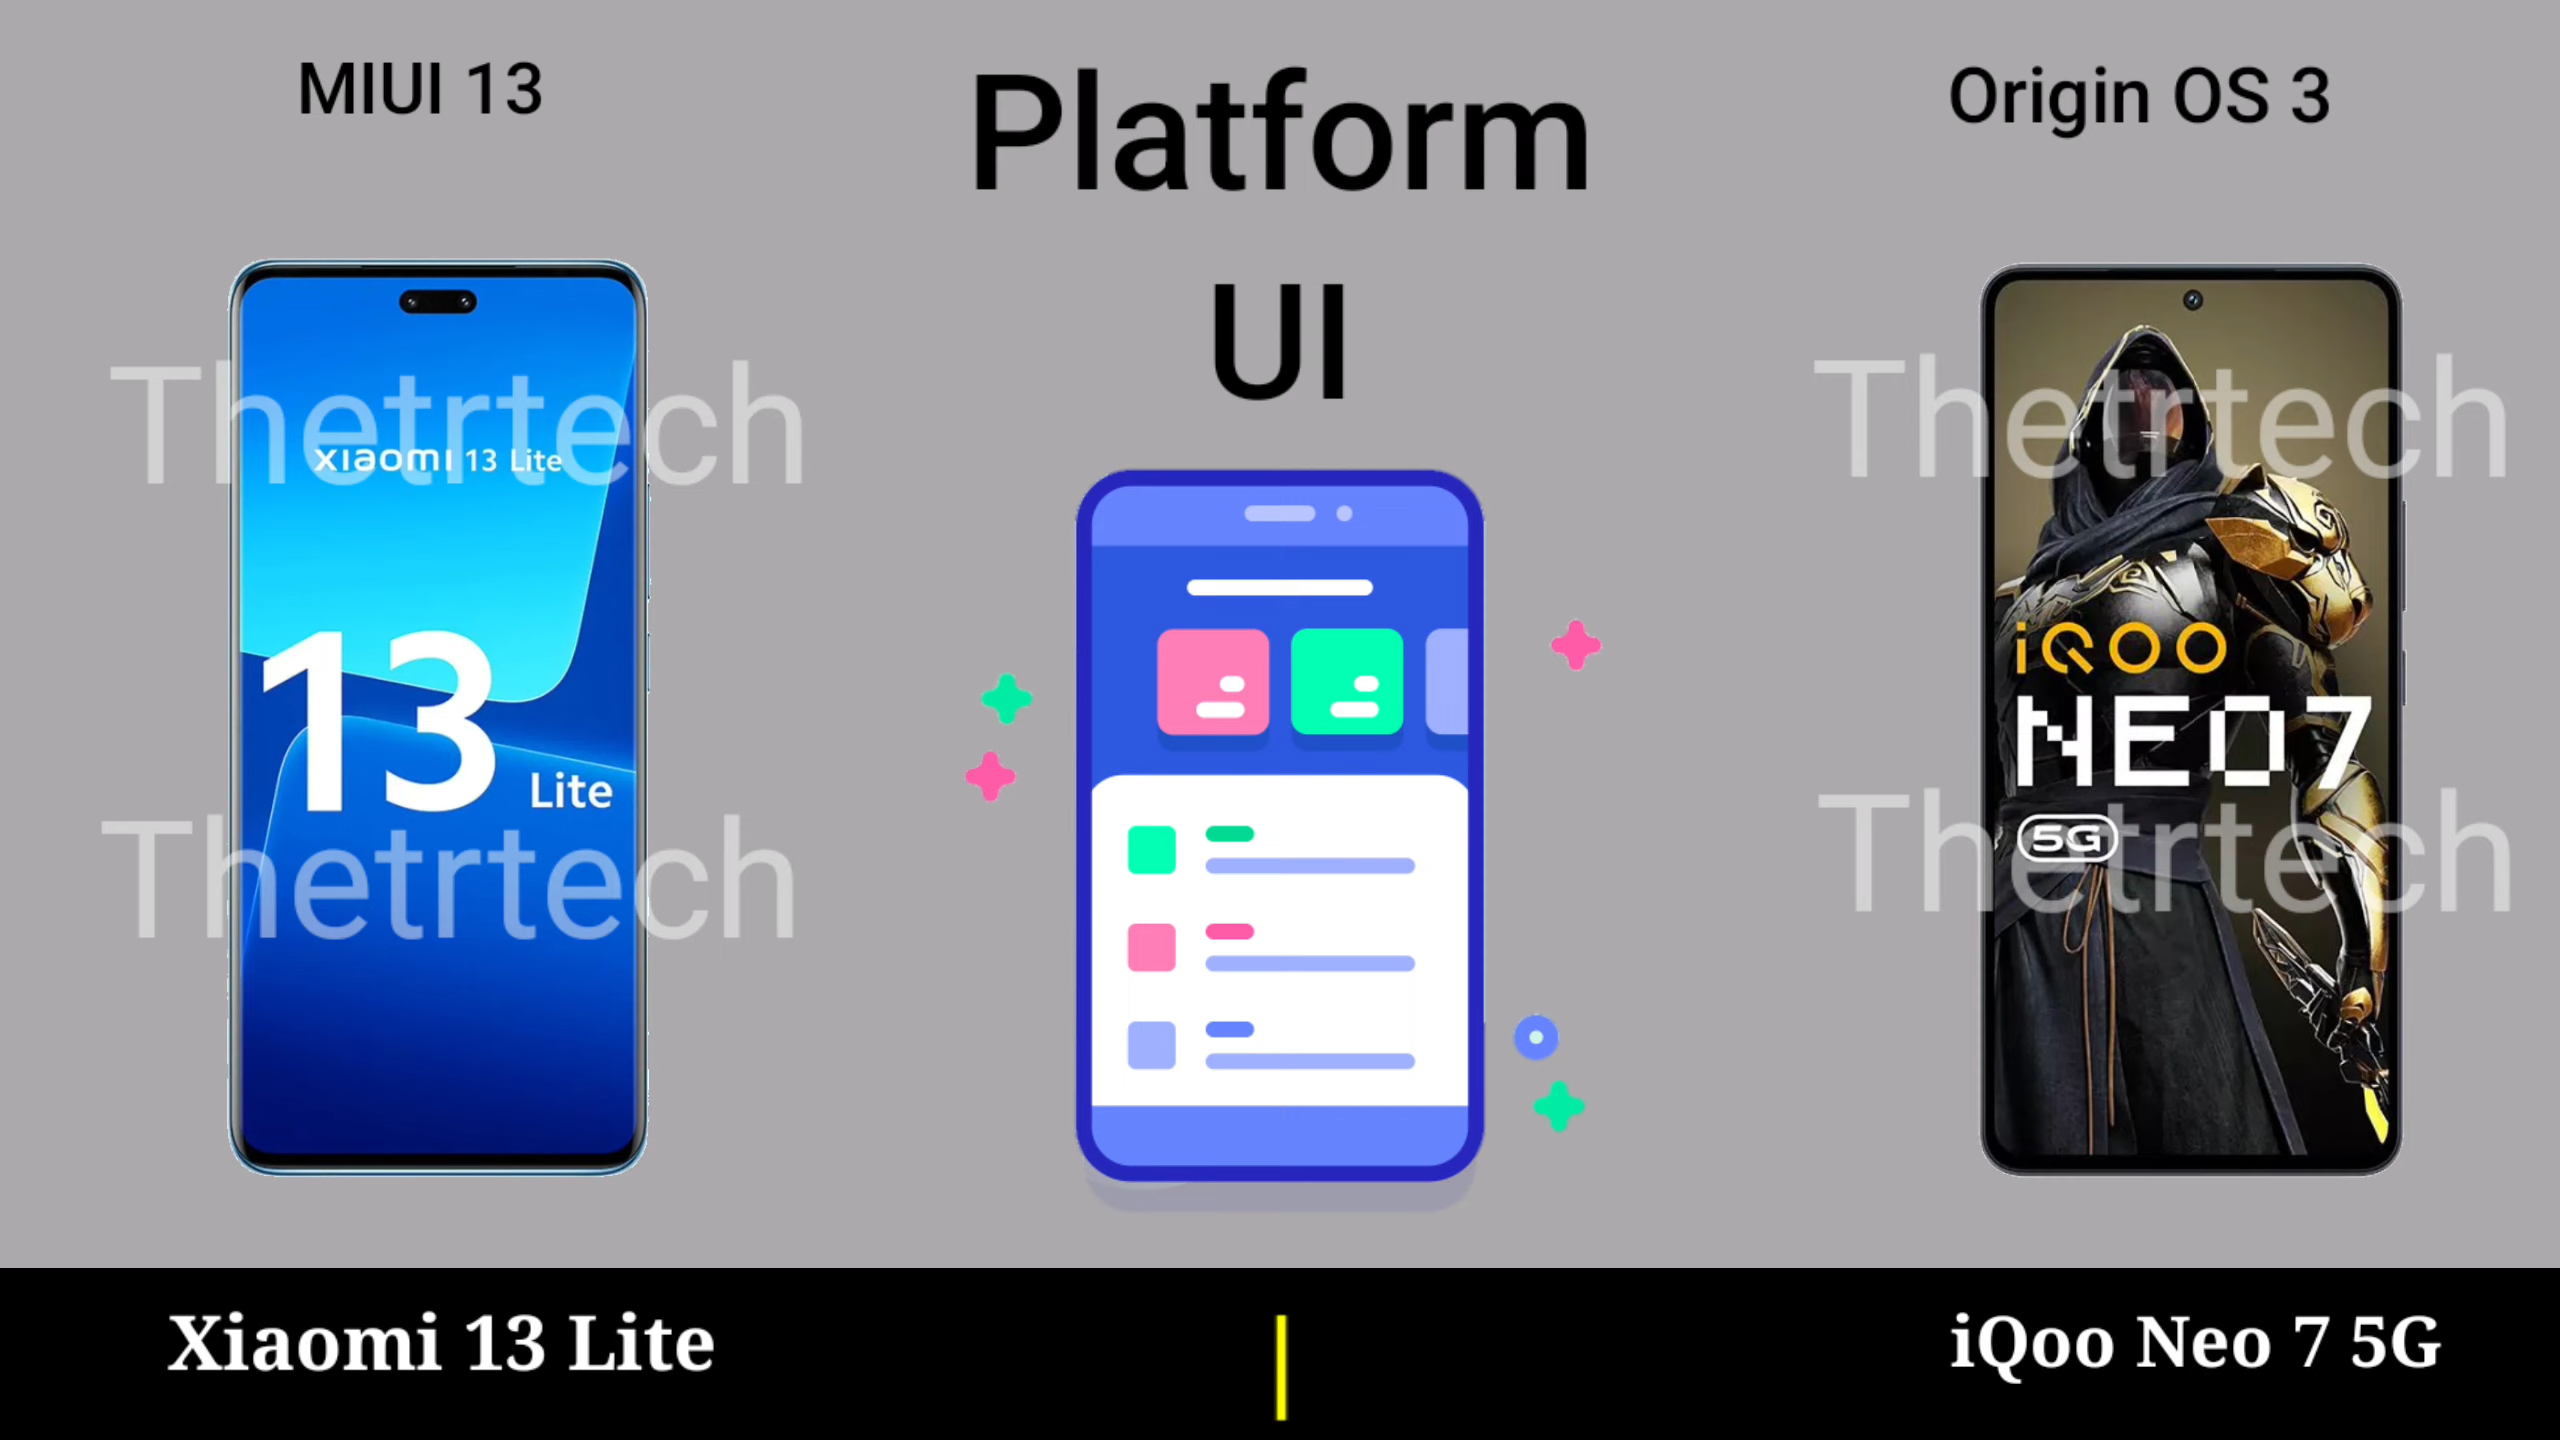 MIUI 13
Platform
UI
Origin OS 3
Thetrtech
xiaomi 13 Lite
13 Lite
Thetrtech
Thetrtech
iQOO
NEO7
5G
Thetrtech
Xiaomi 13 Lite
iQoo Neo 7 5G